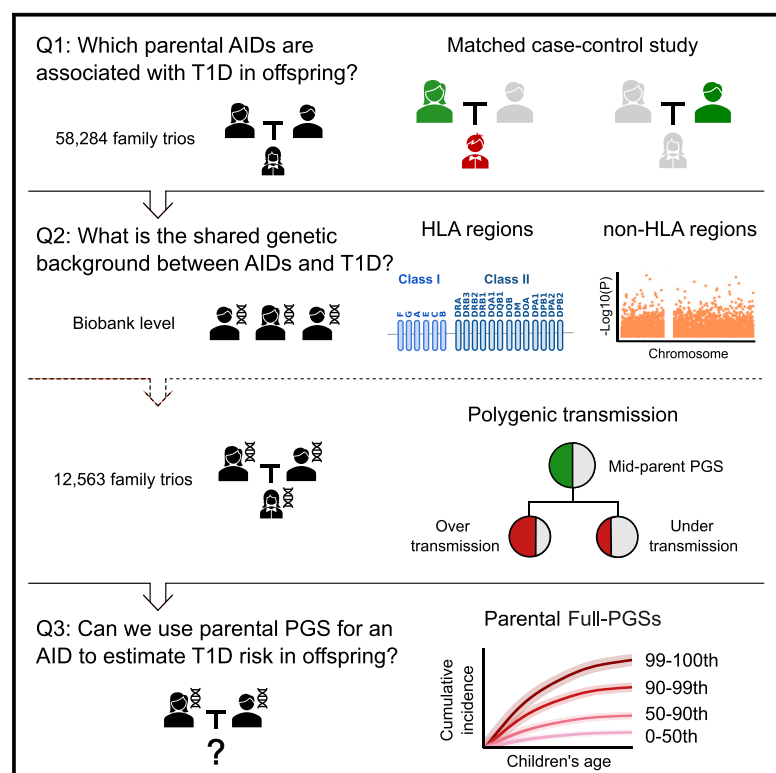 Q1: Which parental AIDs are
associated with T1D in offspring?
Matched case-control study
58,284 family trios
Q2: What is the shared genetic
background between AIDs and T1D?
HLA regions
non-HLA regions
Class I
Class II
F
G
A
E
C
B
DRA
DRB3
DRB2
DRB1
DQA1
DQB1
DOB
DM
DOA
DPA1
DPB1
DPA2
DPB2
-Log10(P)
Chromosome
Biobank level
12,563 family trios
Polygenic transmission
Mid-parent PGS
Over
transmission
Under
transmission
Q3: Can we use parental PGS for an
AID to estimate T1D risk in offspring?
?
Parental Full-PGSs
Cumulative
incidence
99-100th
90-99th
50-90th
0-50th
Children's age